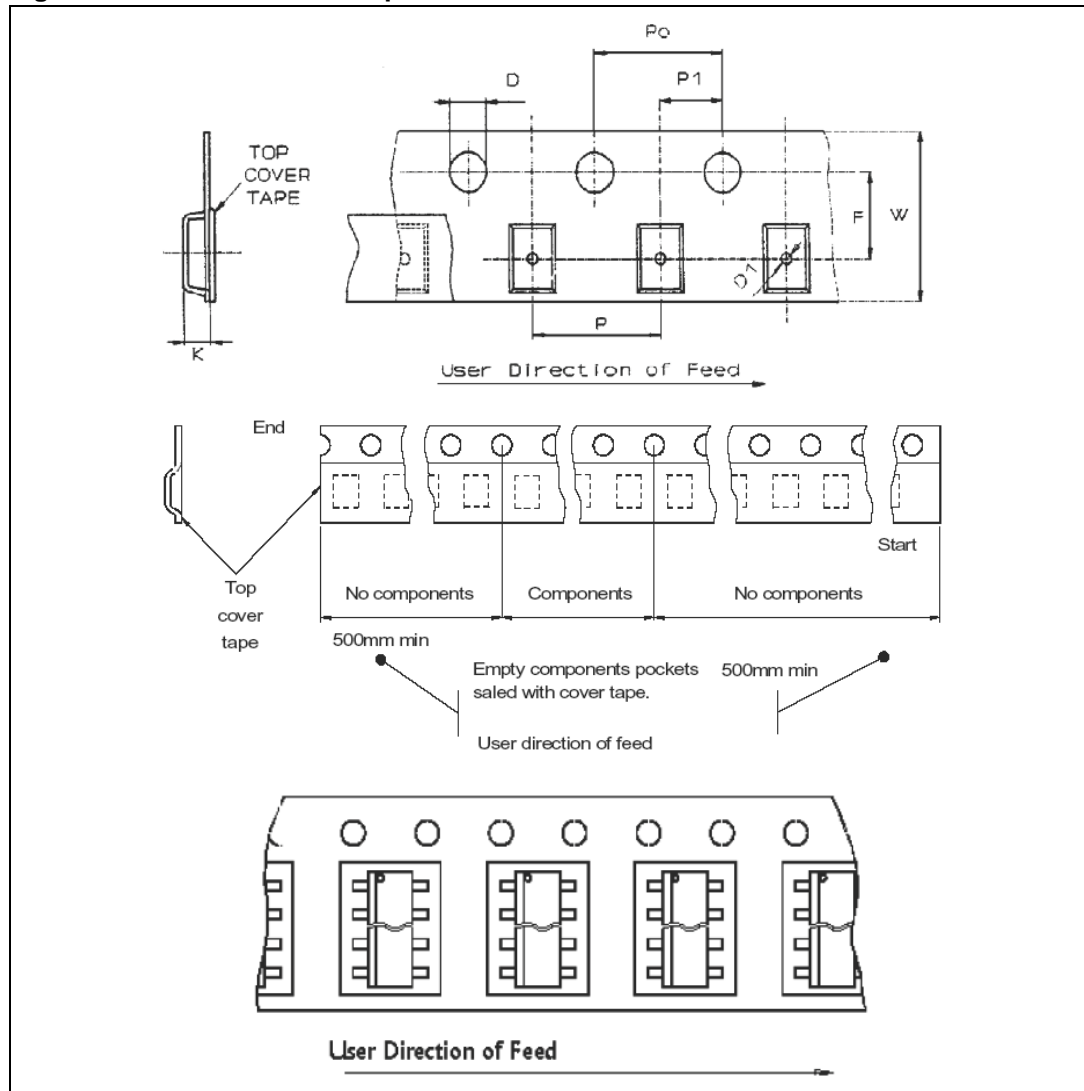 Po
D
P1
TOP
COVER
TAPE
F
W
D1
P
K
User Direction of Feed
End
Start
Top
cover
tape
No components
Components
No components
500mm min
Empty components pockets
saled with cover tape.
500mm min
User direction of feed
User Direction of Feed